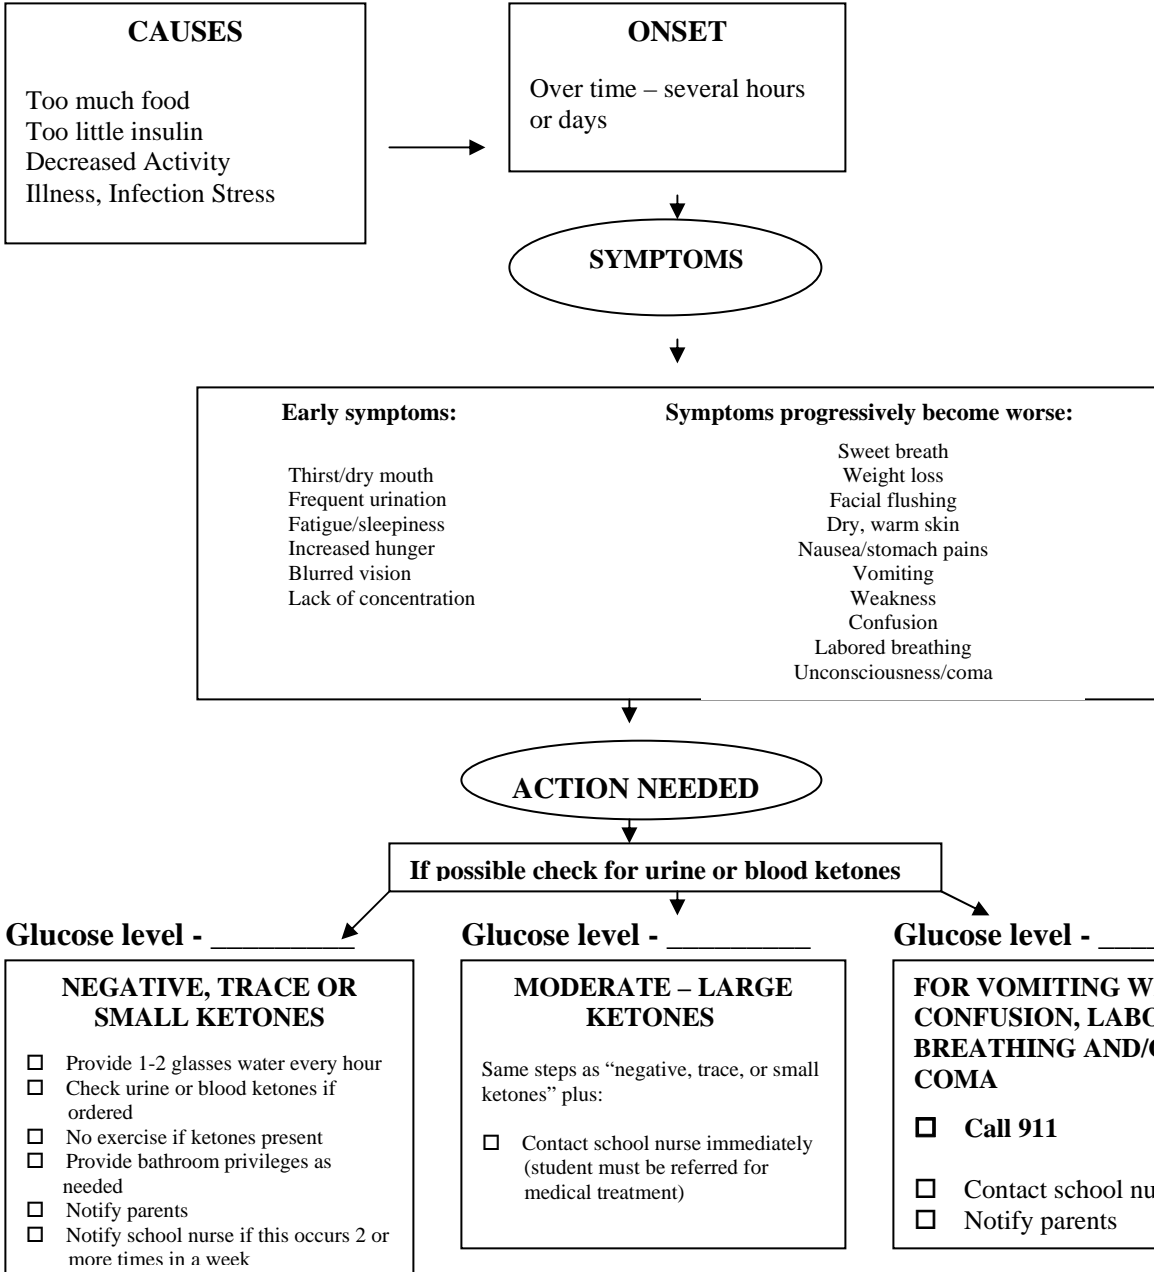 CAUSES
Too much food
Too little insulin
Decreased Activity
Illness, Infection Stress
ONSET
Over time – several hours
or days
SYMPTOMS
Early symptoms:
Thirst/dry mouth
Frequent urination
Fatigue/sleepiness
Increased hunger
Blurred vision
Lack of concentration
Symptoms progressively become worse:
Sweet breath
Weight loss
Facial flushing
Dry, warm skin
Nausea/stomach pains
Vomiting
Weakness
Confusion
Labored breathing
Unconsciousness/coma
ACTION NEEDED
If possible check for urine or blood ketones
Glucose level - _________
NEGATIVE, TRACE OR
SMALL KETONES
☐ Provide 1-2 glasses water every hour
☐ Check urine or blood ketones if
ordered
☐ No exercise if ketones present
☐ Provide bathroom privileges as
needed
☐ Notify parents
☐ Notify school nurse if this occurs 2 or
more times in a week
Glucose level - _________
MODERATE – LARGE
KETONES
Same steps as “negative, trace, or small
ketones” plus:
☐ Contact school nurse immediately
(student must be referred for
medical treatment)
Glucose level - ____
FOR VOMITING
CONFUSION,
BREATHING
COMA
☐ Call 911
☐ Contact school
☐ Notify parents